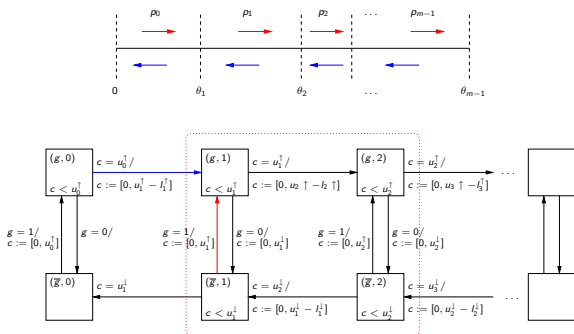 p₀ p₁ p₂ … pₘ₋₁
0 θ₁ θ₂ … θₘ₋₁
(g, 0) c = u₀↑/ (g, 1) c = u₁↑/ (g, 2) c = u₂↑/
c < u₀↑ c := [0, u₁↑ − l₁↑] c < u₁↑ c := [0, u₂ ↑ −l₂ ↑] c < u₂↑ c := [0, u₃ ↑ −l₃↑] …
g = 1/ g = 0/ g = 1/ g = 0/ g = 1/ g = 0/
c := [0, u₀↑] c := [0, u₁↑] c := [0, u₁↓] c := [0, u₂↑] c := [0, u₂↓]
(g̅, 0) c = u₁↓/ (g̅, 1) c = u₂↓/ (g̅, 2) c = u₃↓/ …
c < u₁↓ c := [0, u₁↓ − l₁↓] c < u₂↓ c := [0, u₂↓ − l₂↓]